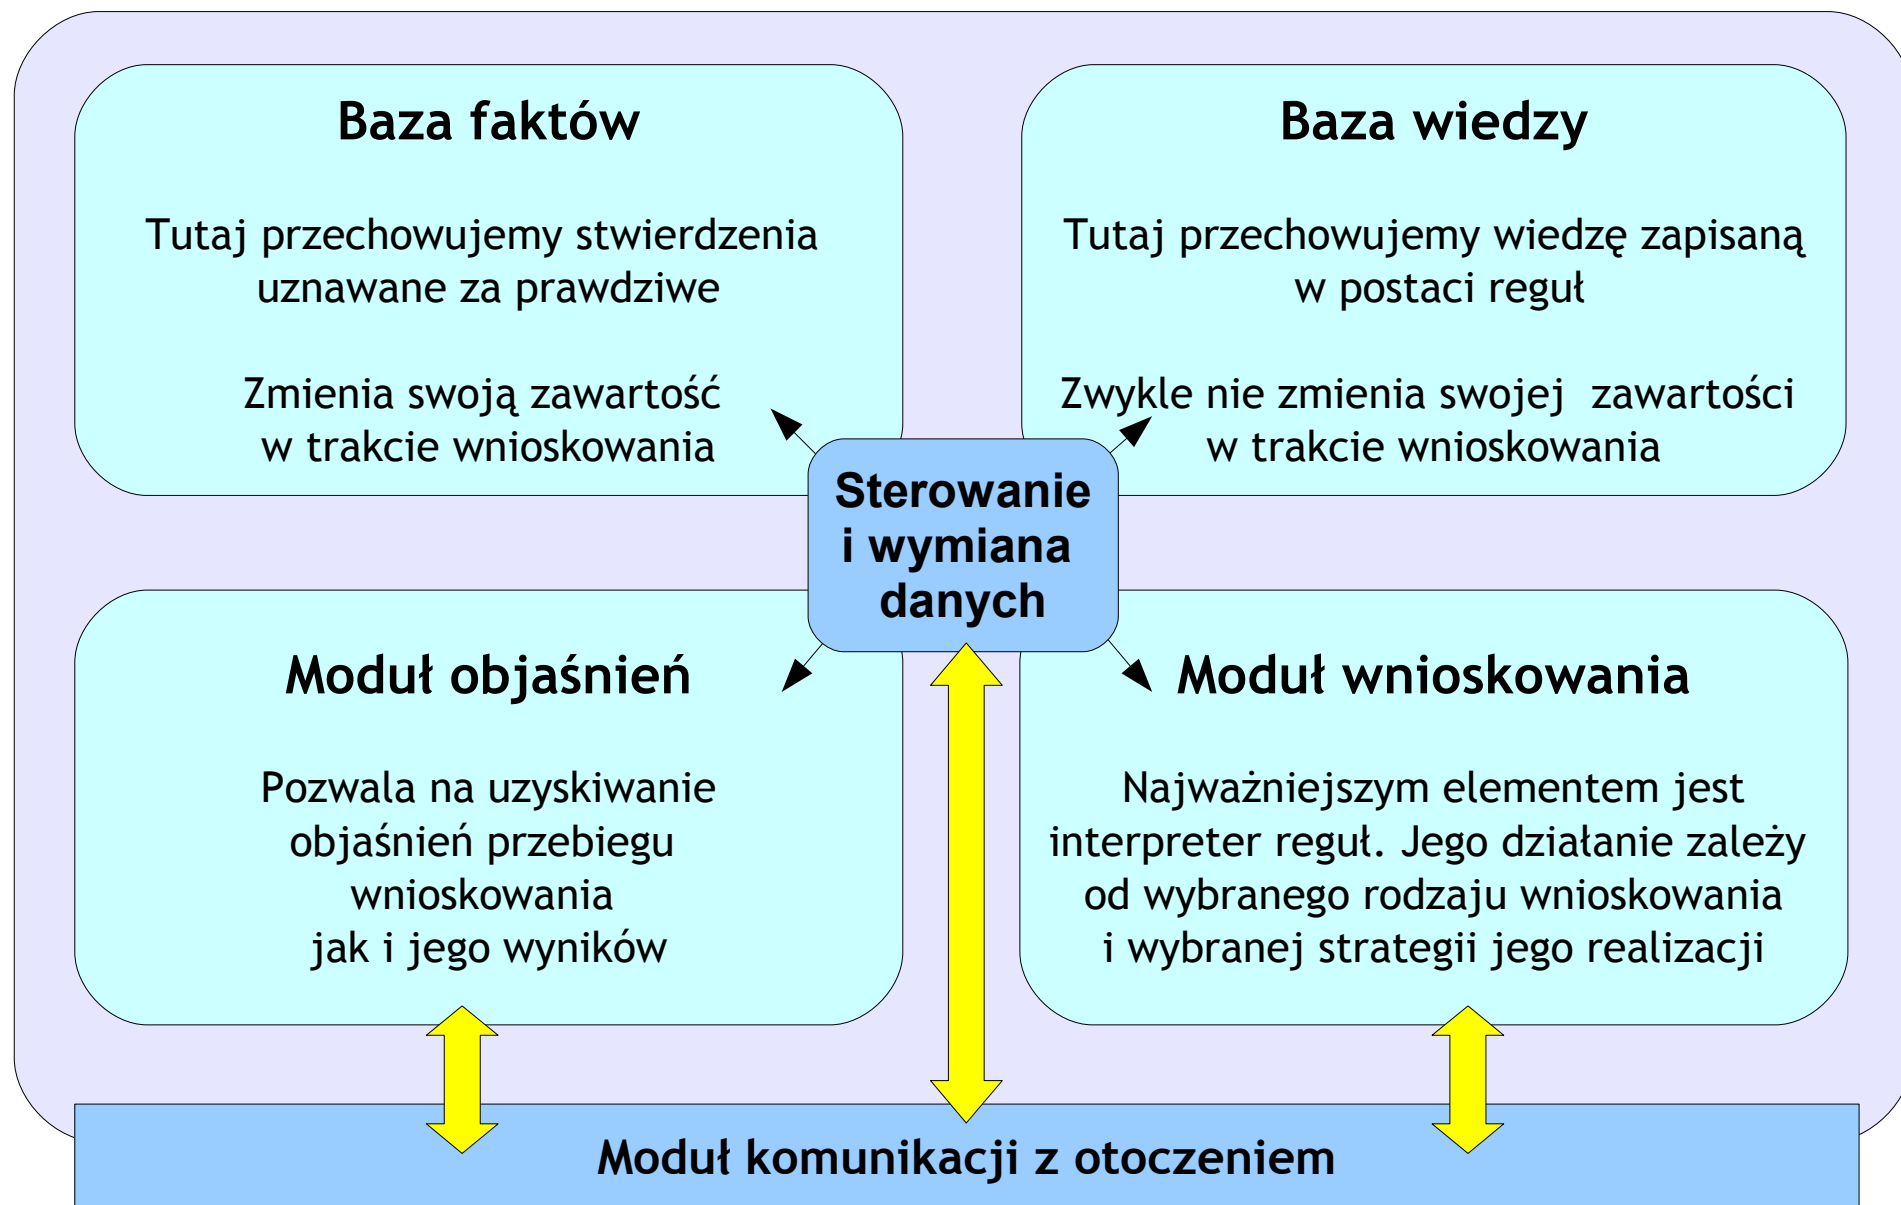 Baza faktów
Tutaj przechowujemy stwierdzenia
uznawane za prawdziwe
Zmienia swoją zawartość
w trakcie wnioskowania
Baza wiedzy
Tutaj przechowujemy wiedzę zapisaną
w postaci reguł
Zwykle nie zmienia swojej  zawartości
w trakcie wnioskowania
Sterowanie
i wymiana
danych
Moduł objaśnień
Pozwala na uzyskiwanie
objaśnień przebiegu
wnioskowania
jak i jego wyników
Moduł wnioskowania
Najważniejszym elementem jest
interpreter reguł. Jego działanie zależy
od wybranego rodzaju wnioskowania
i wybranej strategii jego realizacji
Moduł komunikacji z otoczeniem